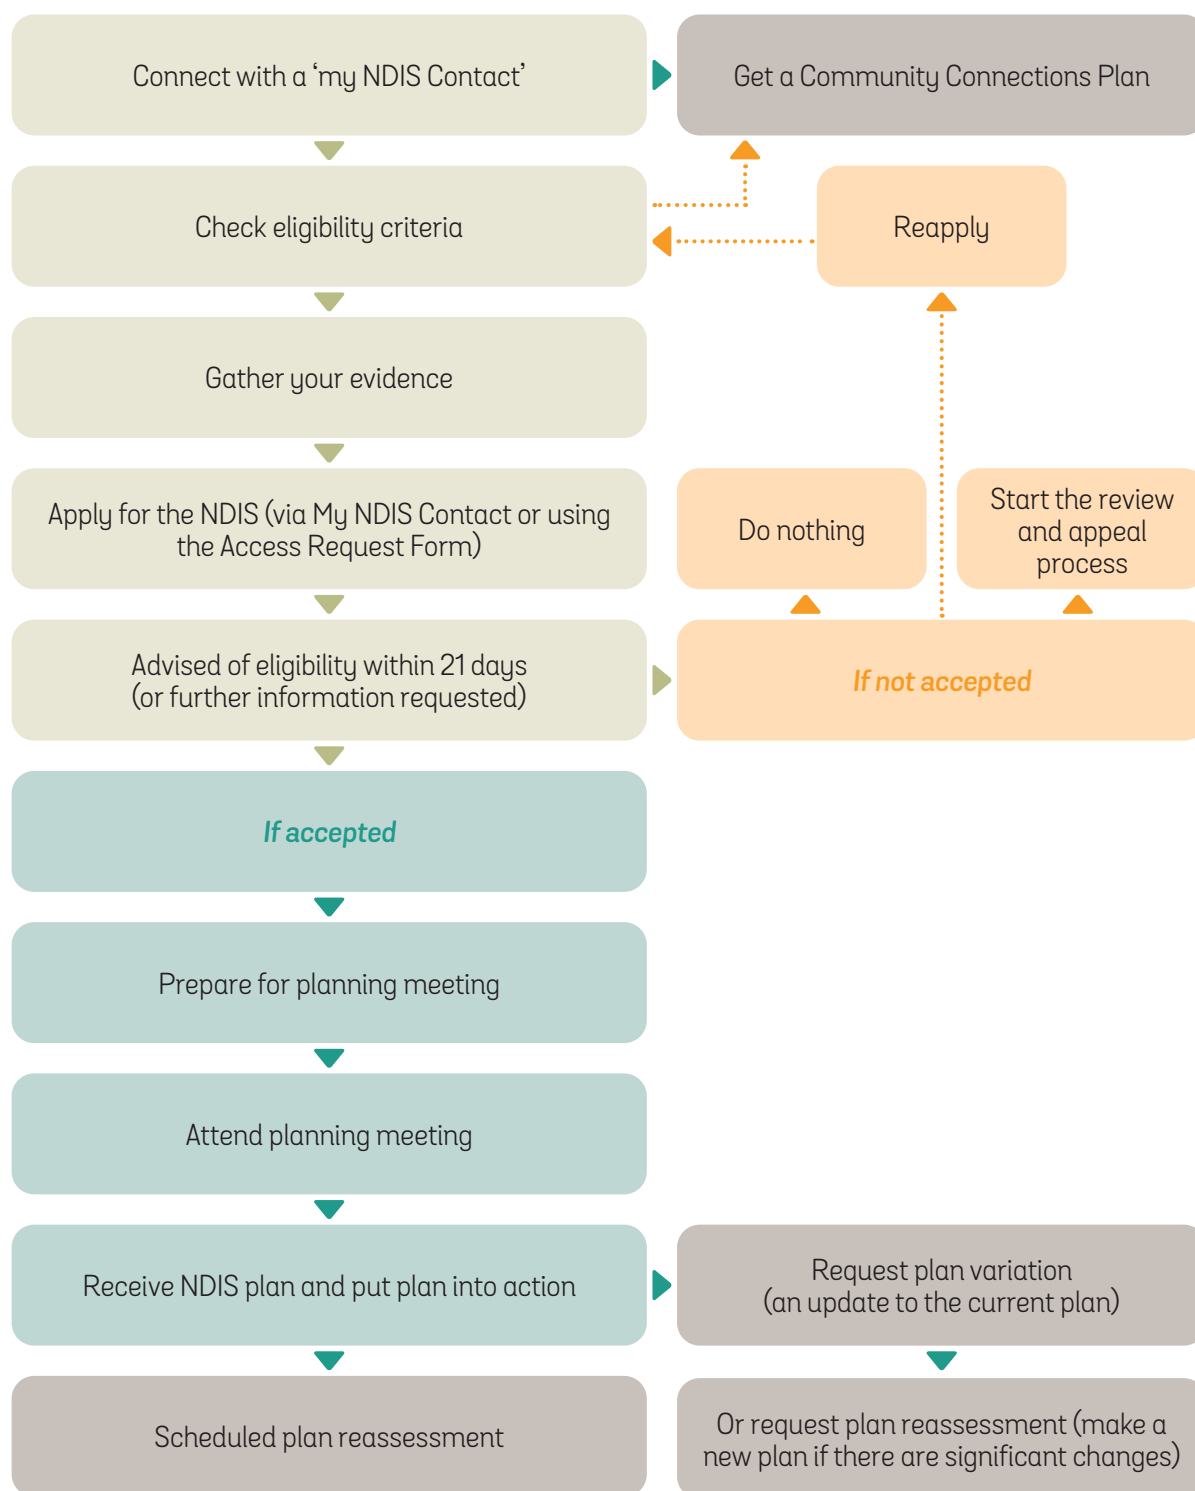 Connect with a ‘my NDIS Contact’
Get a Community Connections Plan
Check eligibility criteria
Reapply
Gather your evidence
Apply for the NDIS (via My NDIS Contact or using
the Access Request Form)
Do nothing
Start the review
and appeal
process
Advised of eligibility within 21 days
(or further information requested)
If not accepted
If accepted
Prepare for planning meeting
Attend planning meeting
Receive NDIS plan and put plan into action
Request plan variation
(an update to the current plan)
Scheduled plan reassessment
Or request plan reassessment (make a
new plan if there are significant changes)